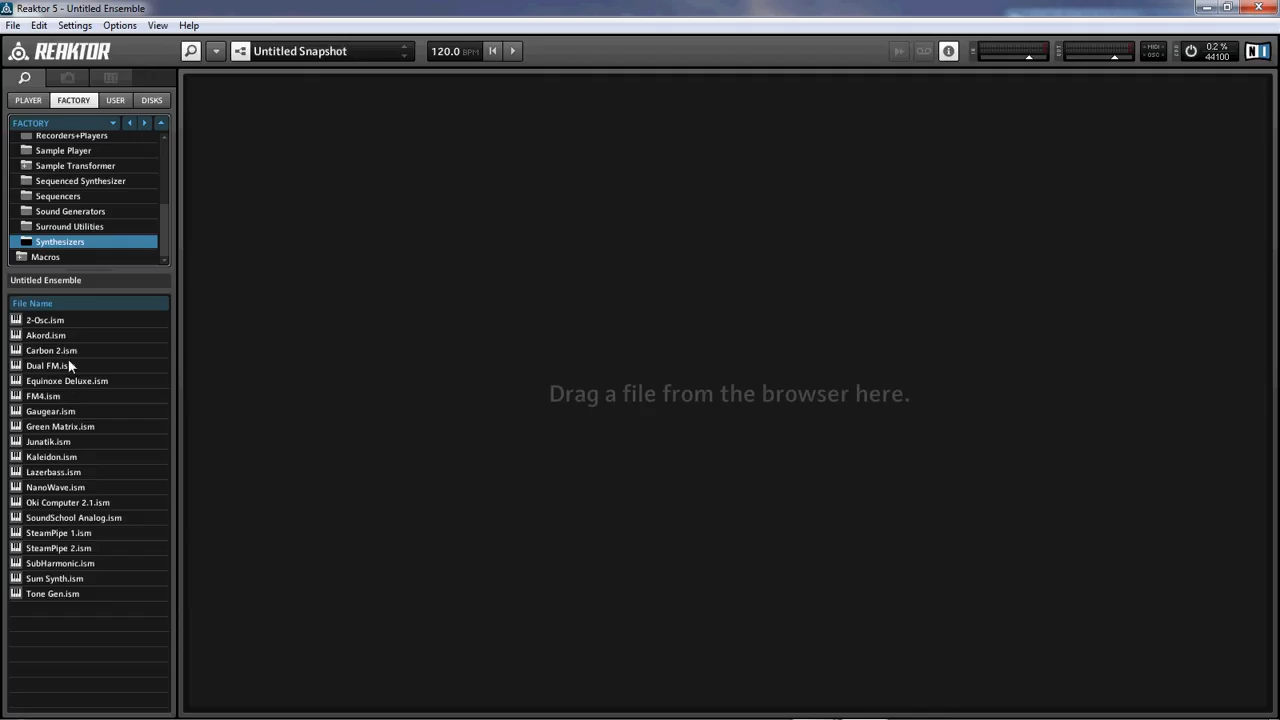 Reaktor 5 - Untitled Ensemble
File Edit Settings Options View Help
REAKTOR
Untitled Snapshot
120.0 BPM
MIDI
OSC
0.2 %
44100
PLAYER FACTORY USER DISKS
FACTORY
Recorders+Players
Sample Player
Sample Transformer
Sequenced Synthesizer
Sequencers
Sound Generators
Surround Utilities
Synthesizers
Macros
Untitled Ensemble
File Name
2-Osc.ism
Akord.ism
Carbon 2.ism
Dual FM.is
Equinoxe Deluxe.ism
FM4.ism
Gaugear.ism
Green Matrix.ism
Junatik.ism
Kaleidon.ism
Lazerbass.ism
NanoWave.ism
Oki Computer 2.1.ism
SoundSchool Analog.ism
SteamPipe 1.ism
SteamPipe 2.ism
SubHarmonic.ism
Sum Synth.ism
Tone Gen.ism
Drag a file from the browser here.